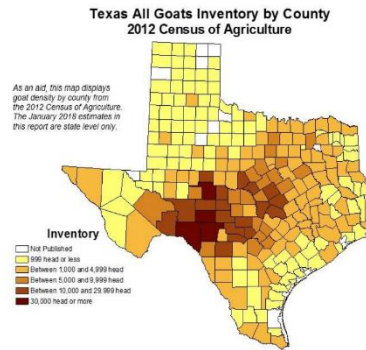 Texas All Goats Inventory by County
2012 Census of Agriculture
As an aid, this map displays
goat density by county from
the 2012 Census of Agriculture.
The January 2018 estimates in
this report are state level only.
Inventory
Not Published
999 head or less
Between 1,000 and 4,999 head
Between 5,000 and 9,999 head
Between 10,000 and 29,999 head
30,000 head or more